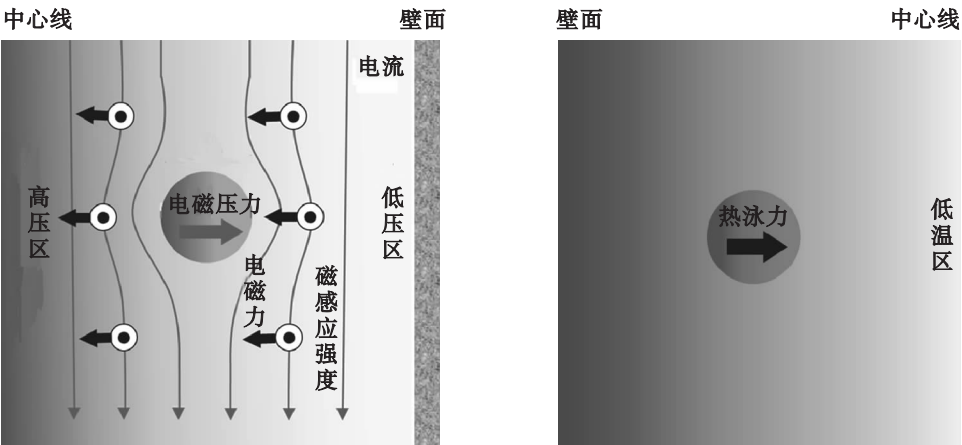 中心线
壁面
电流
高压区
电磁压力
低压区
电磁力
磁感应强度
壁面
中心线
热泳力
低温区